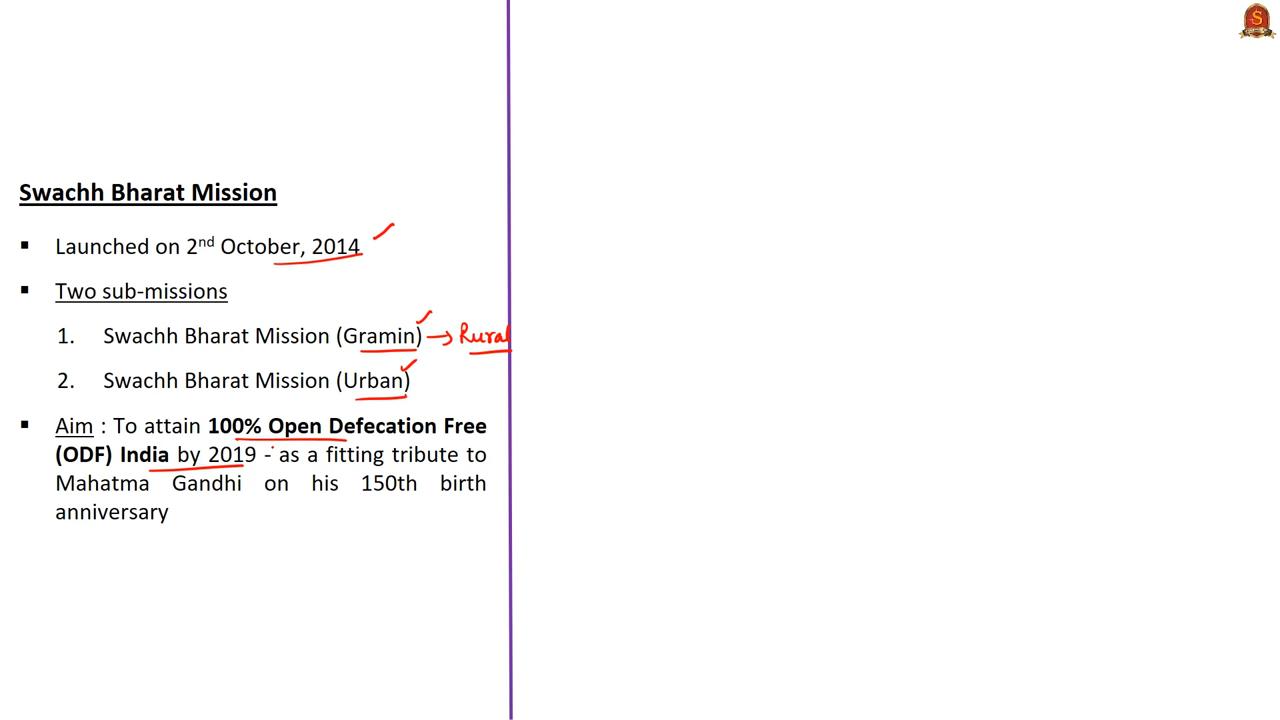 Swachh Bharat Mission
▪ Launched on 2nd October, 2014
▪ Two sub-missions
1. Swachh Bharat Mission (Gramin) → Rural
2. Swachh Bharat Mission (Urban)
▪ Aim : To attain 100% Open Defecation Free
(ODF) India by 2019 - as a fitting tribute to
Mahatma Gandhi on his 150th birth
anniversary
S